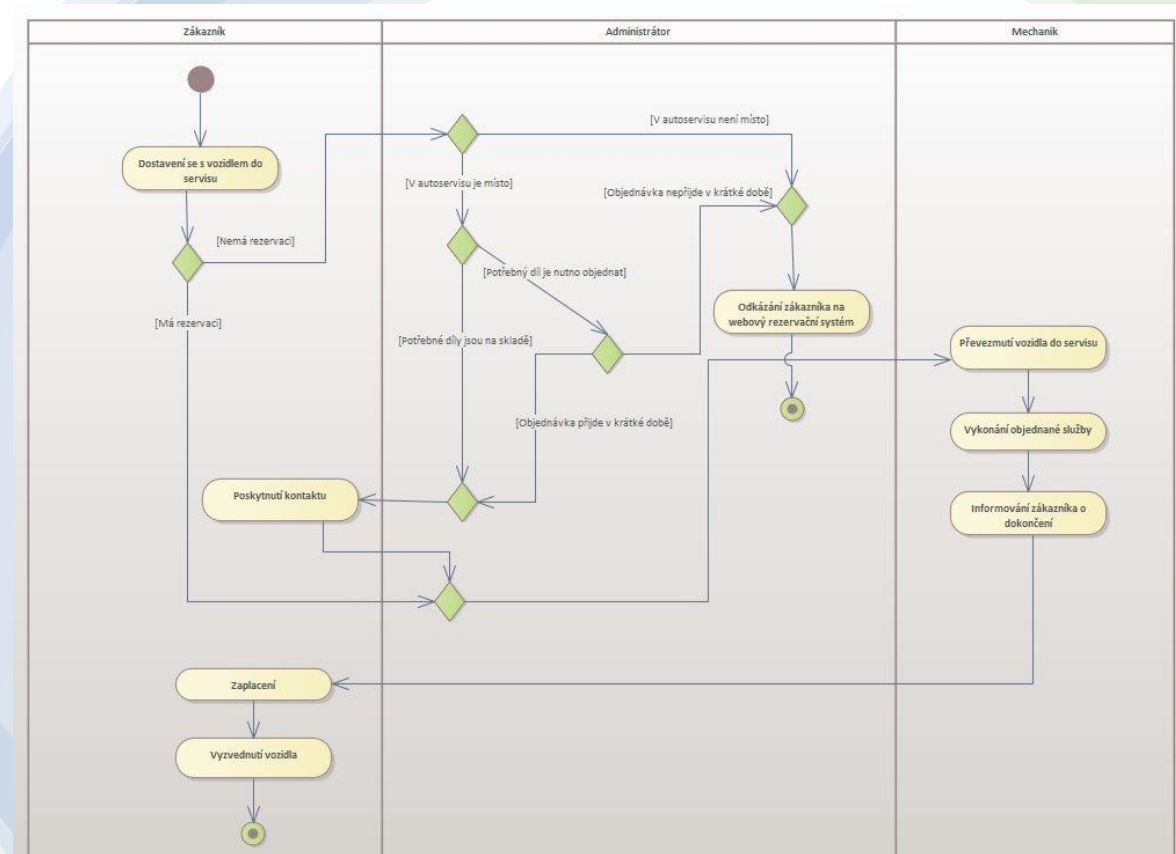 Zákazník
Administrátor
Mechanik
[V autoservisu není místo]
Dostavení se s vozidlem do
servisu
[V autoservisu je místo]
[Objednávka nepřijde v krátké době]
[Nemá rezervaci]
[Potřebný díl je nutno objednat]
Odkázání zákazníka na
webový rezervační systém
[Má rezervaci]
[Potřebné díly jsou na skladě]
Převezmutí vozidla do servisu
[Objednávka přijde v krátké době]
Vykonání objednané služby
Poskytnutí kontaktu
Informování zákazníka o
dokončení
Zaplacení
Vyzvednutí vozidla